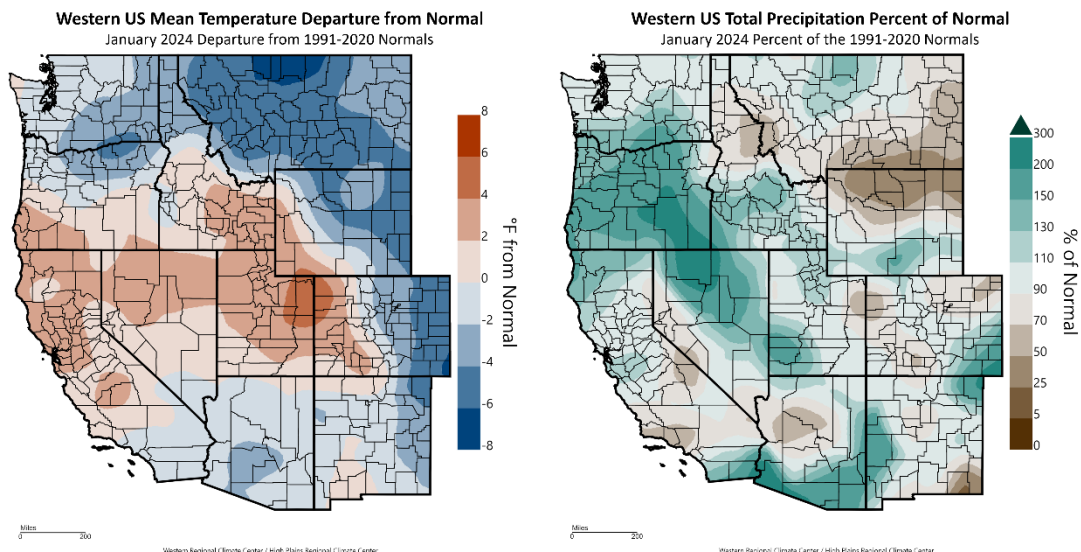 Western US Mean Temperature Departure from Normal
January 2024 Departure from 1991-2020 Normals
8
6
4
2
0
-2
-4
-6
-8
°F from Normal
Miles
0 200
Western Regional Climate Center / High Plains Regional Climate Center
Western US Total Precipitation Percent of Normal
January 2024 Percent of the 1991-2020 Normals
300
200
150
130
110
90
70
50
25
5
0
% of Normal
Miles
0 200
Western Regional Climate Center / High Plains Regional Climate Center